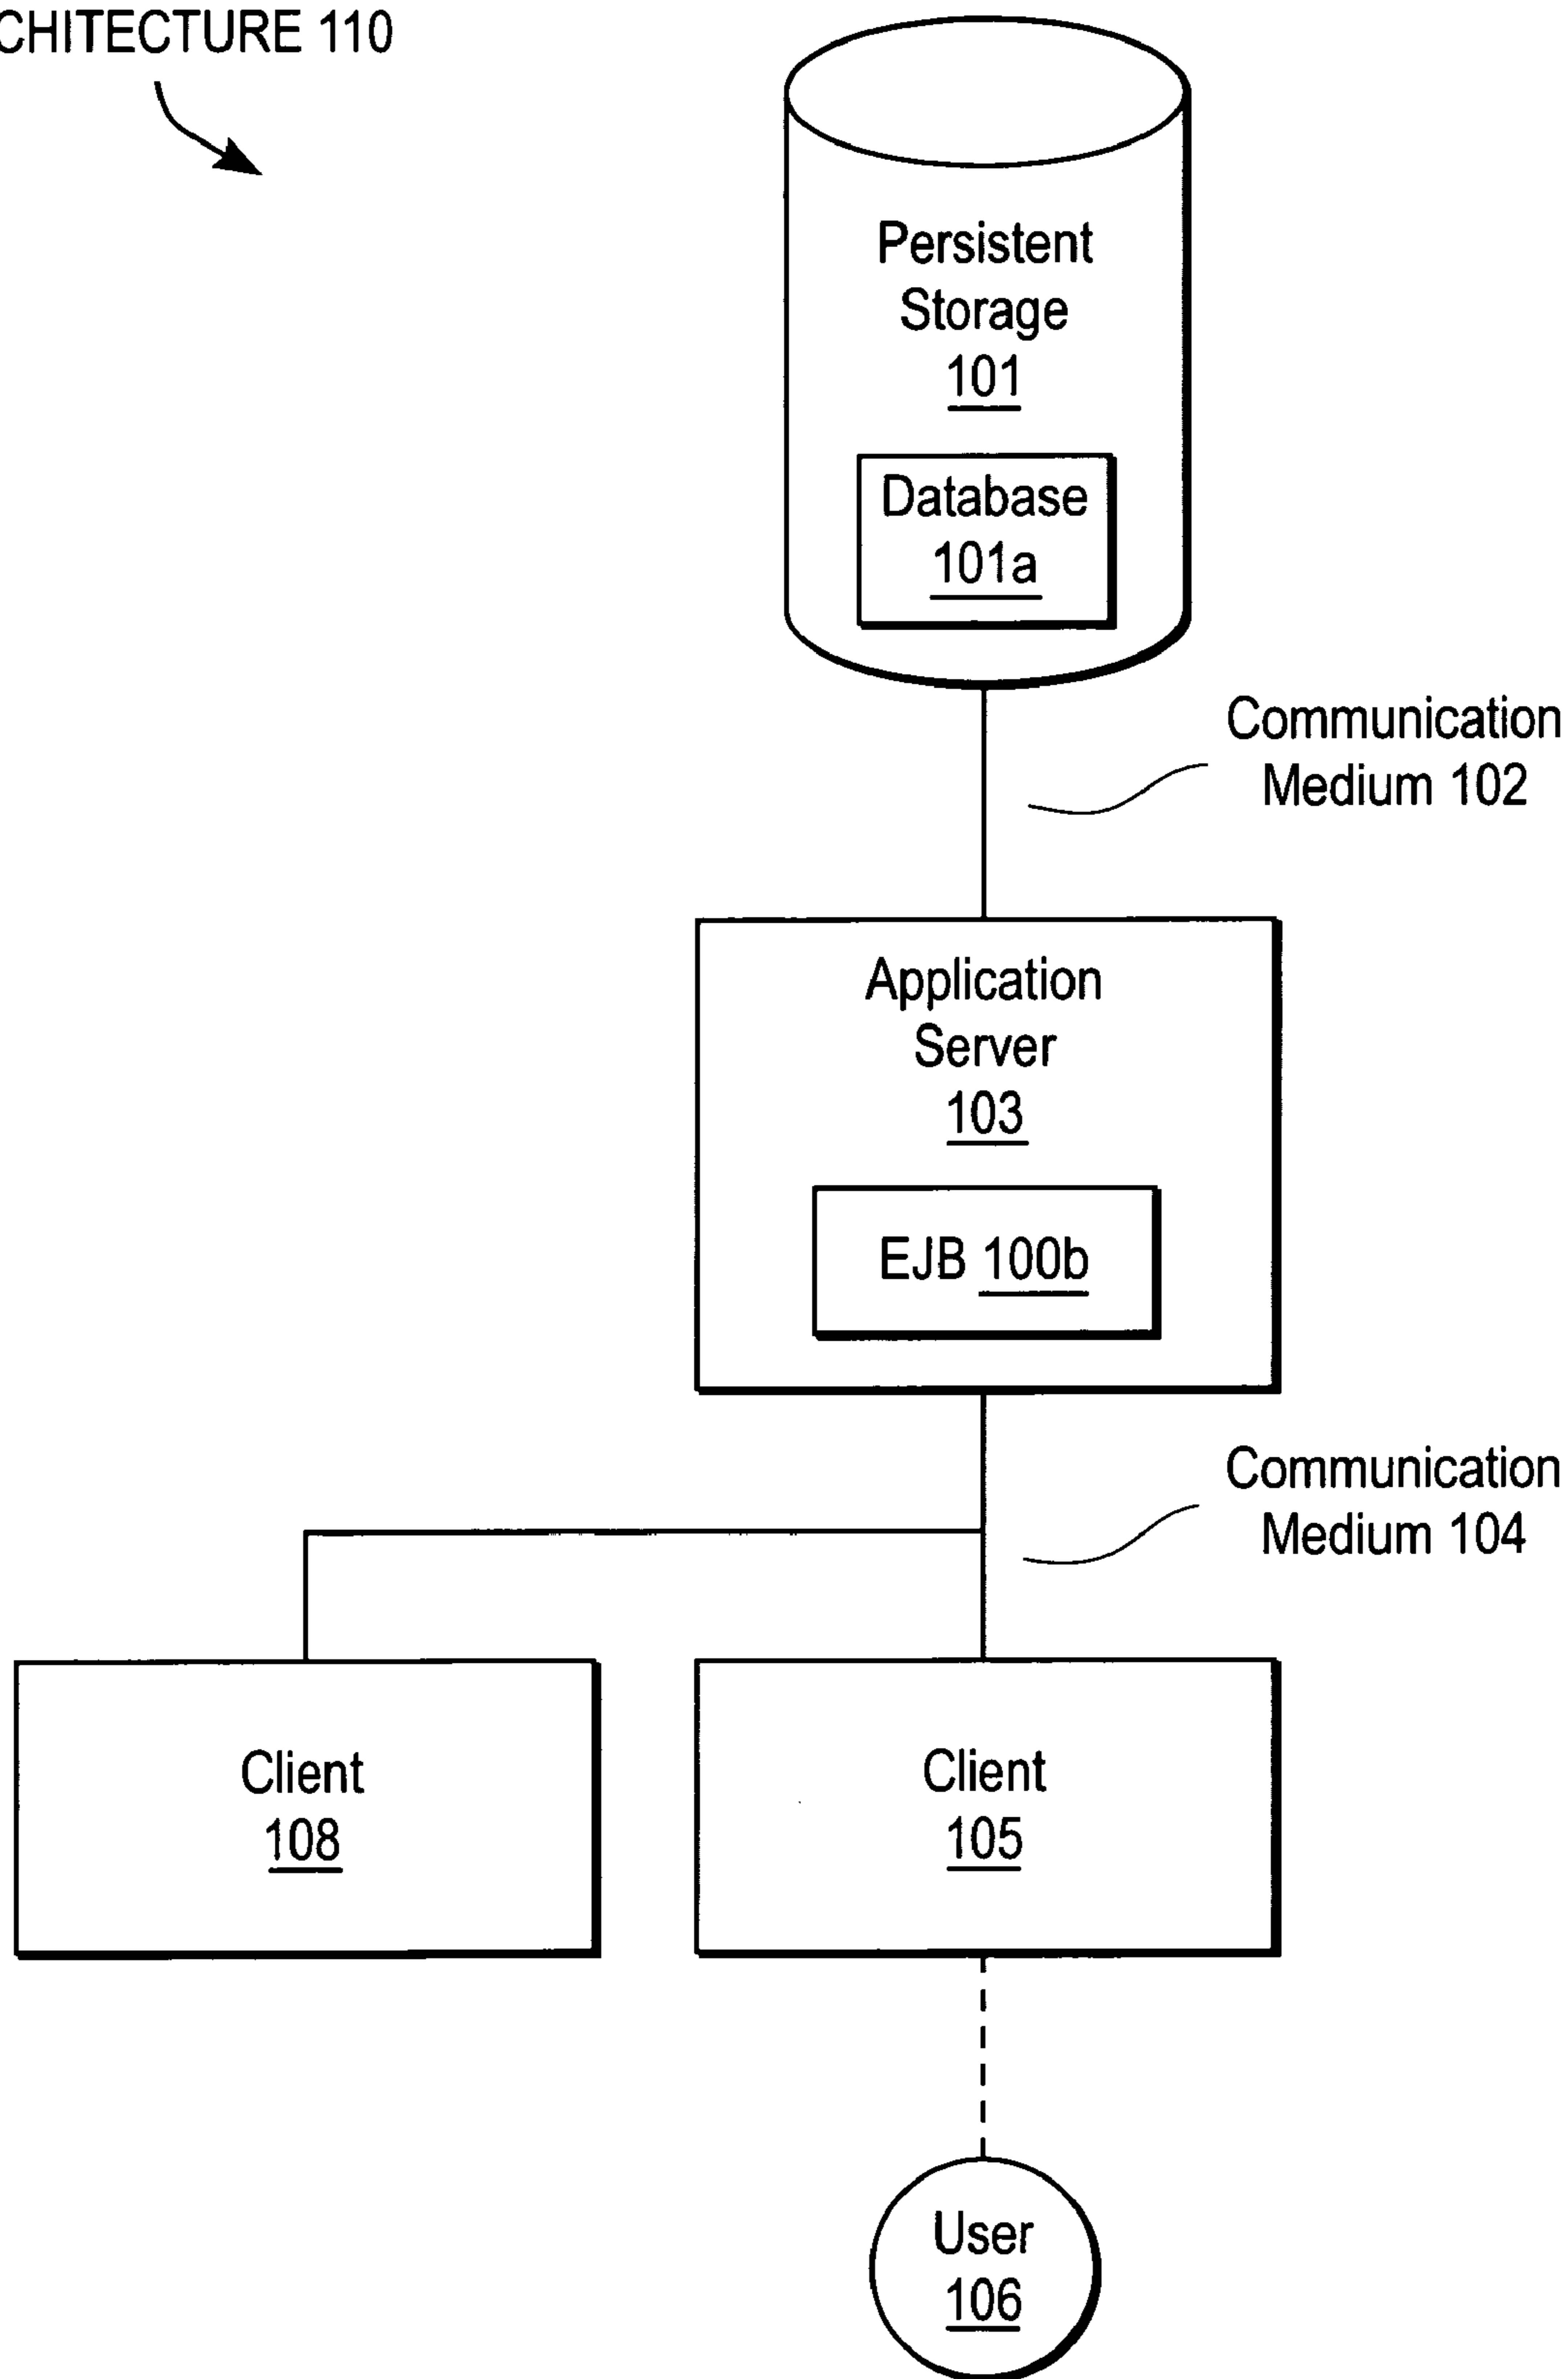 CHITECTURE 110
Persistent
Storage
101
Database
101a
Communication
Medium 102
Application
Server
103
EJB 100b
Communication
Medium 104
Client
108
Client
105
User
106